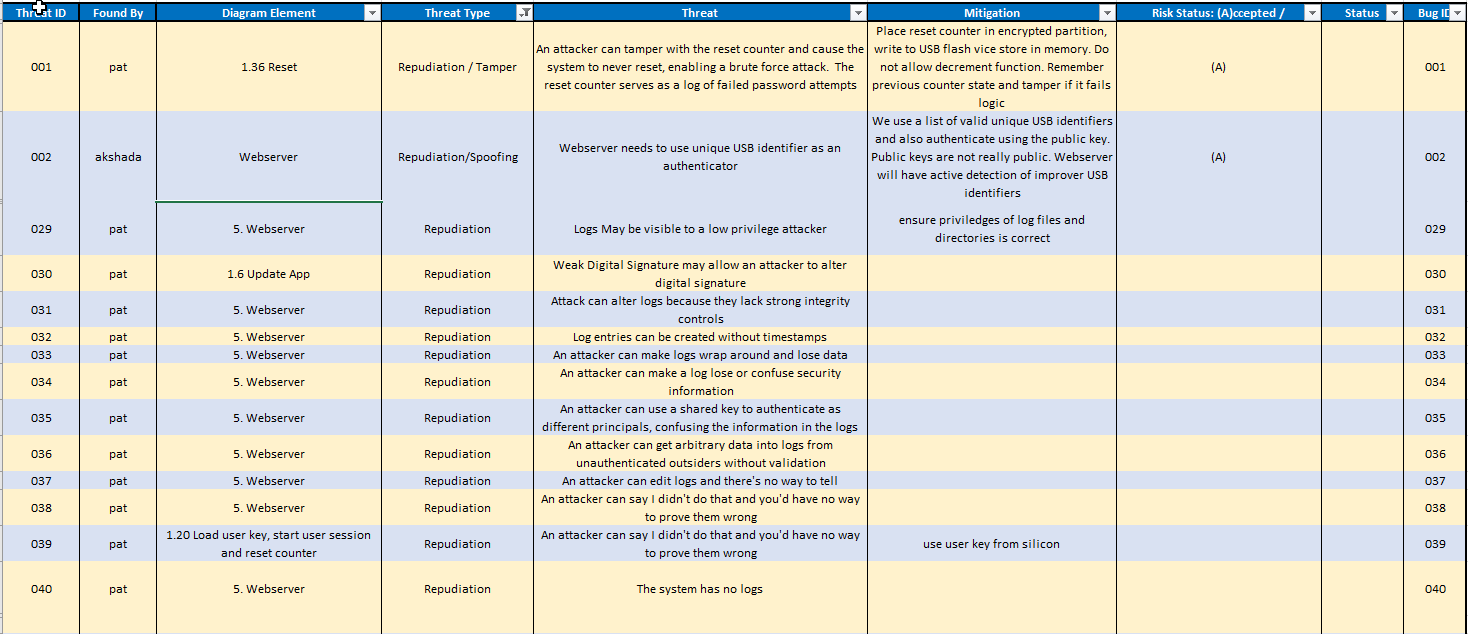 Threat ID Found By Diagram Element Threat Type Threat Mitigation Risk Status: (A)ccepted / Status Bug ID
001 pat 1.36 Reset Repudiation / Tamper An attacker can tamper with the reset counter and cause the system to never reset, enabling a brute force attack. The reset counter serves as a log of failed password attempts Place reset counter in encrypted partition, write to USB flash vice store in memory. Do not allow decrement function. Remember previous counter state and tamper if it fails logic (A) 001
002 akshada Webserver Repudiation/Spoofing Webserver needs to use unique USB identifier as an authenticator We use a list of valid unique USB identifiers and also authenticate using the public key. Public keys are not really public. Webserver will have active detection of improver USB identifiers (A) 002
029 pat 5. Webserver Repudiation Logs May be visible to a low privilege attacker ensure priviledges of log files and directories is correct 029
030 pat 1.6 Update App Repudiation Weak Digital Signature may allow an attacker to alter digital signature 030
031 pat 5. Webserver Repudiation Attack can alter logs because they lack strong integrity controls 031
032 pat 5. Webserver Repudiation Log entries can be created without timestamps 032
033 pat 5. Webserver Repudiation An attacker can make logs wrap around and lose data 033
034 pat 5. Webserver Repudiation An attacker can make a log lose or confuse security information 034
035 pat 5. Webserver Repudiation An attacker can use a shared key to authenticate as different principals, confusing the information in the logs 035
036 pat 5. Webserver Repudiation An attacker can get arbitrary data into logs from unauthenticated outsiders without validation 036
037 pat 5. Webserver Repudiation An attacker can edit logs and there's no way to tell 037
038 pat 5. Webserver Repudiation An attacker can say I didn't do that and you'd have no way to prove them wrong 038
039 pat 1.20 Load user key, start user session and reset counter Repudiation An attacker can say I didn't do that and you'd have no way to prove them wrong use user key from silicon 039
040 pat 5. Webserver Repudiation The system has no logs 040